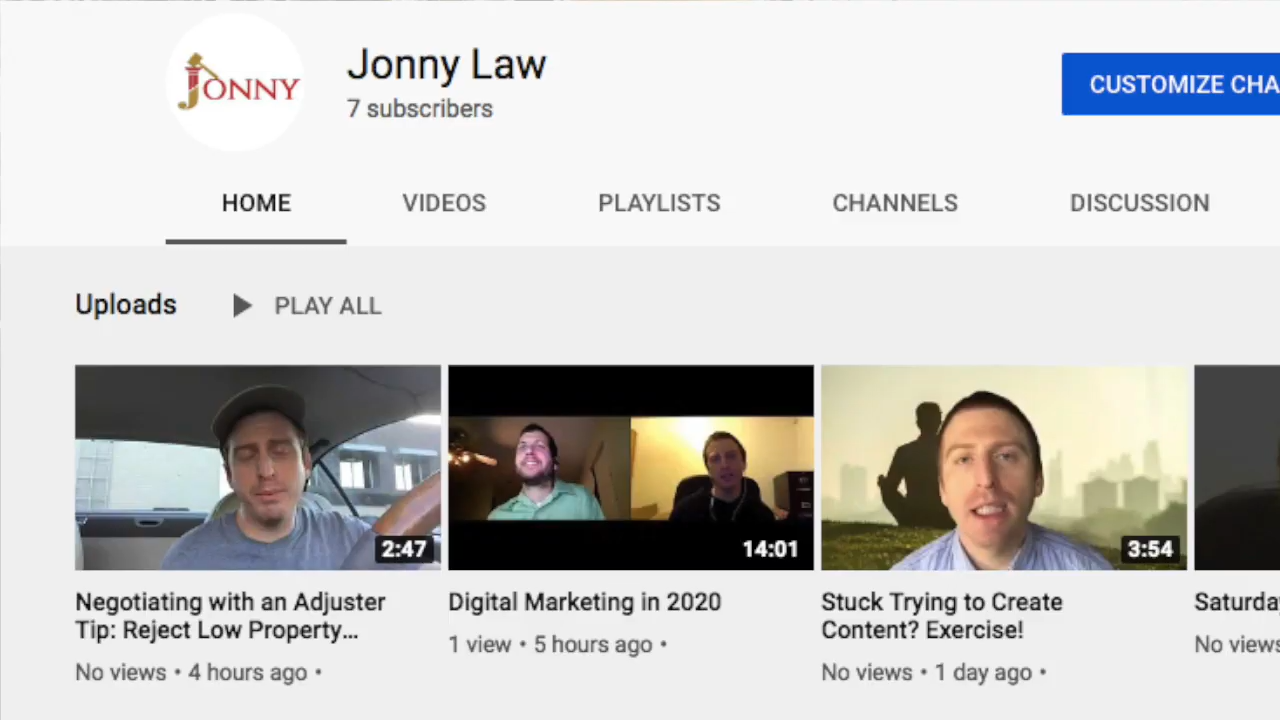 JONNY
Jonny Law
7 subscribers
CUSTOMIZE CHA
HOME VIDEOS PLAYLISTS CHANNELS DISCUSSION
Uploads ▶ PLAY ALL
2:47 14:01 3:54
Negotiating with an Adjuster
Tip: Reject Low Property...
No views • 4 hours ago •
Digital Marketing in 2020
1 view • 5 hours ago •
Stuck Trying to Create
Content? Exercise!
No views • 1 day ago •
Saturda
No views